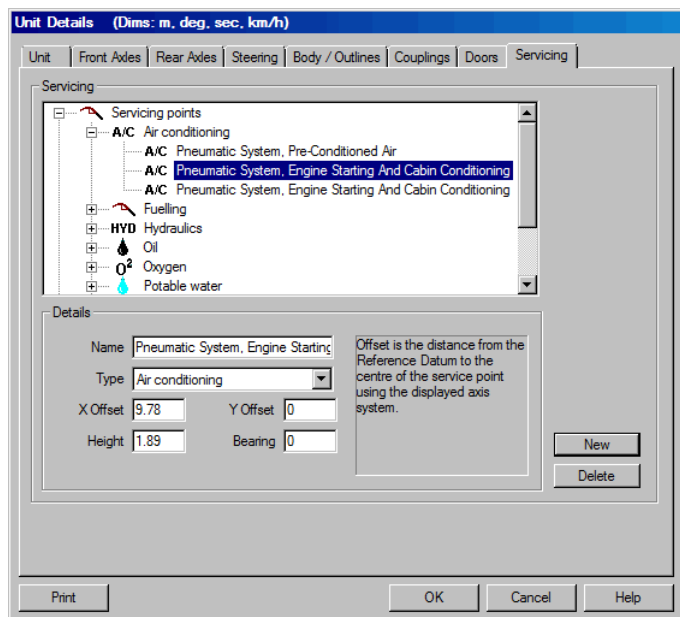 Unit Details (Dims: m, deg, sec, km/h)
Unit Front Axles Rear Axles Steering Body / Outlines Couplings Doors Servicing
Servicing
Servicing points
A/C Air conditioning
A/C Pneumatic System, Pre-Conditioned Air
A/C Pneumatic System, Engine Starting And Cabin Conditioning
A/C Pneumatic System, Engine Starting And Cabin Conditioning
Fuelling
HYD Hydraulics
Oil
O² Oxygen
Potable water
Details
Name Pneumatic System, Engine Starting
Type Air conditioning
X Offset 9.78 Y Offset 0
Height 1.89 Bearing 0
Offset is the distance from the
Reference Datum to the
centre of the service point
using the displayed axis
system.
New
Delete
Print OK Cancel Help